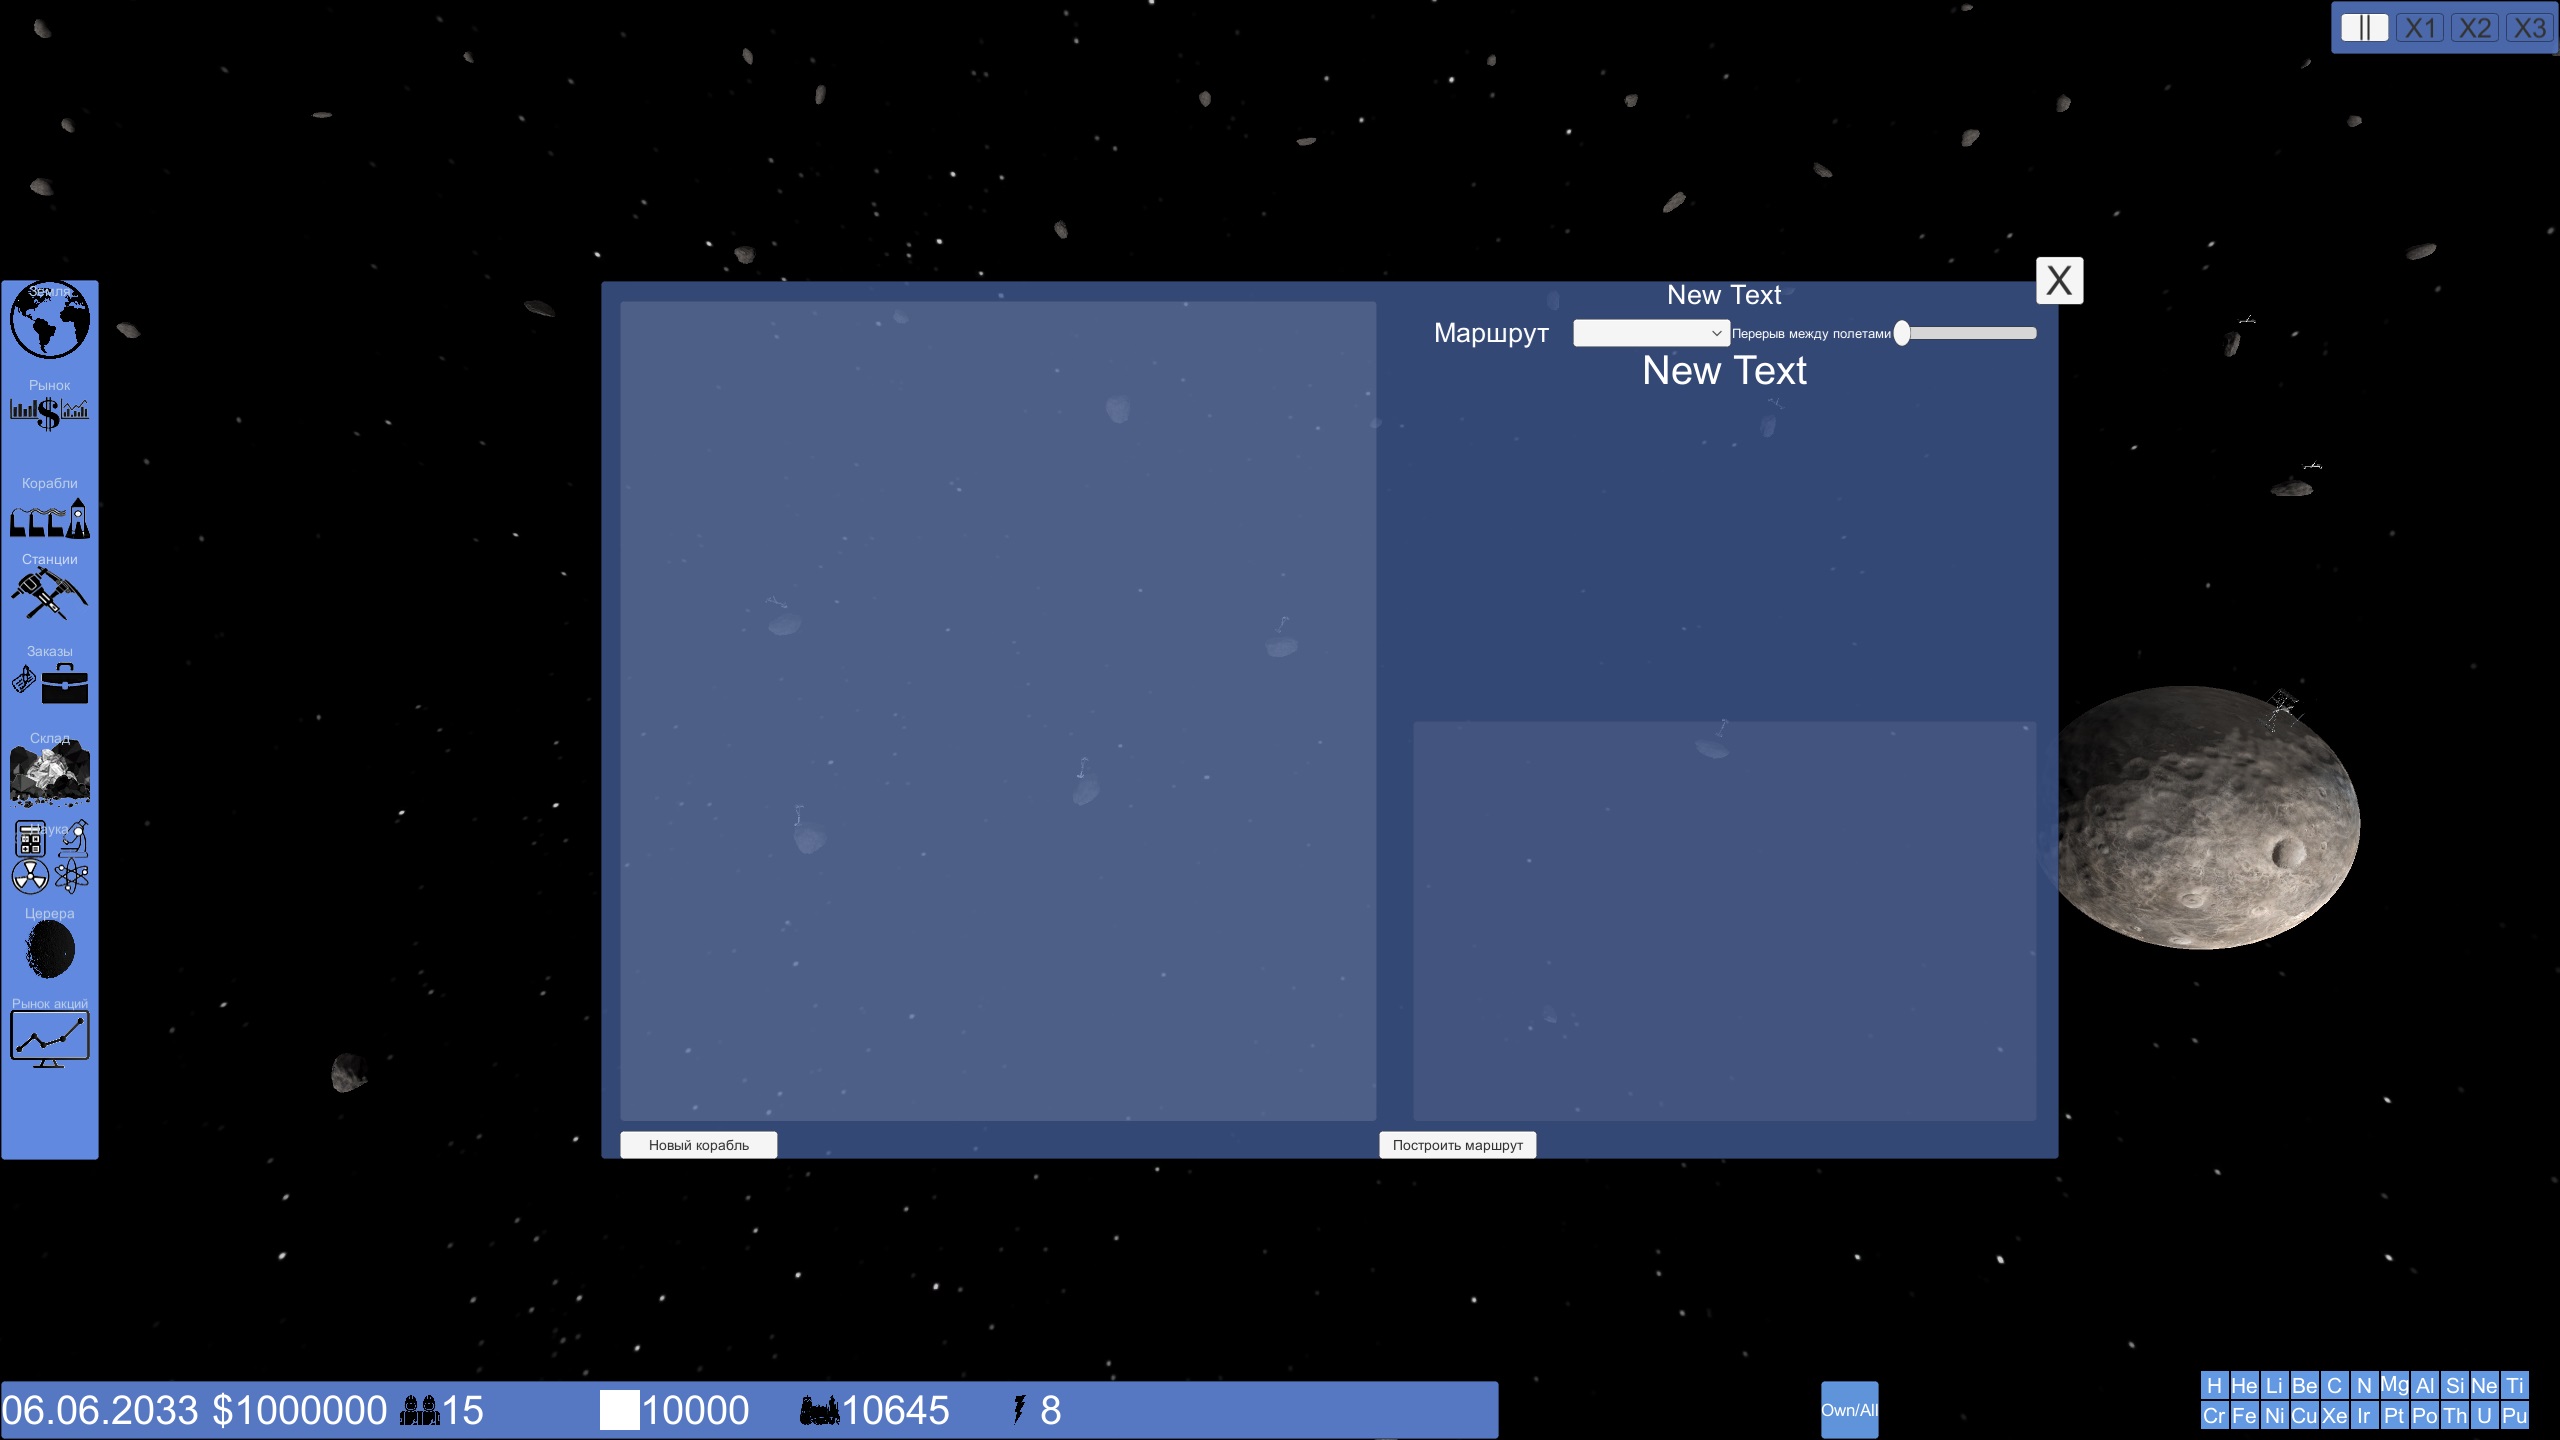 || X1 X2 X3
X
New Text
Маршрут
Перерыв между полетами
New Text
Земля
Рынок
Корабли
Станции
Заказы
Склад
Наука
Церера
Рынок акций
Новый корабль
Построить маршрут
06.06.2033 $1000000 15 10000 10645 8
Own/All
H He Li Be C N Mg Al Si Ne Ti
Cr Fe Ni Cu Xe Ir Pt Po Th U Pu